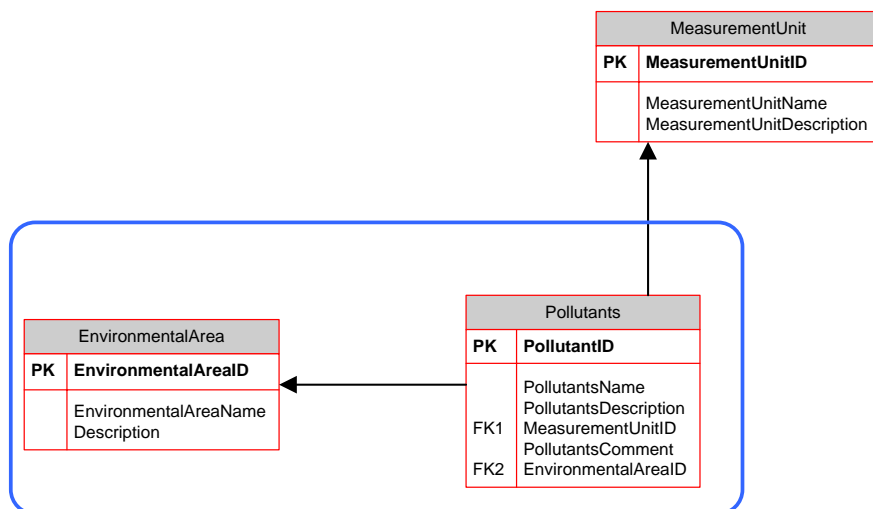 MeasurementUnit
PK MeasurementUnitID
MeasurementUnitName
MeasurementUnitDescription
EnvironmentalArea
PK EnvironmentalAreaID
EnvironmentalAreaName
Description
Pollutants
PK PollutantID
PollutantsName
PollutantsDescription
FK1 MeasurementUnitID
PollutantsComment
FK2 EnvironmentalAreaID